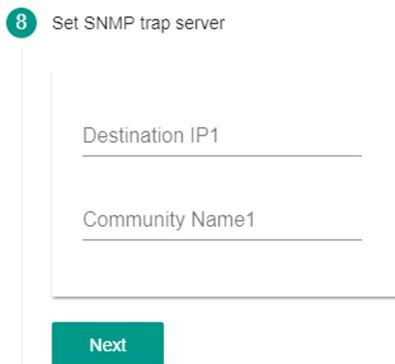 8 Set SNMP trap server
Destination IP1
Community Name1
Next